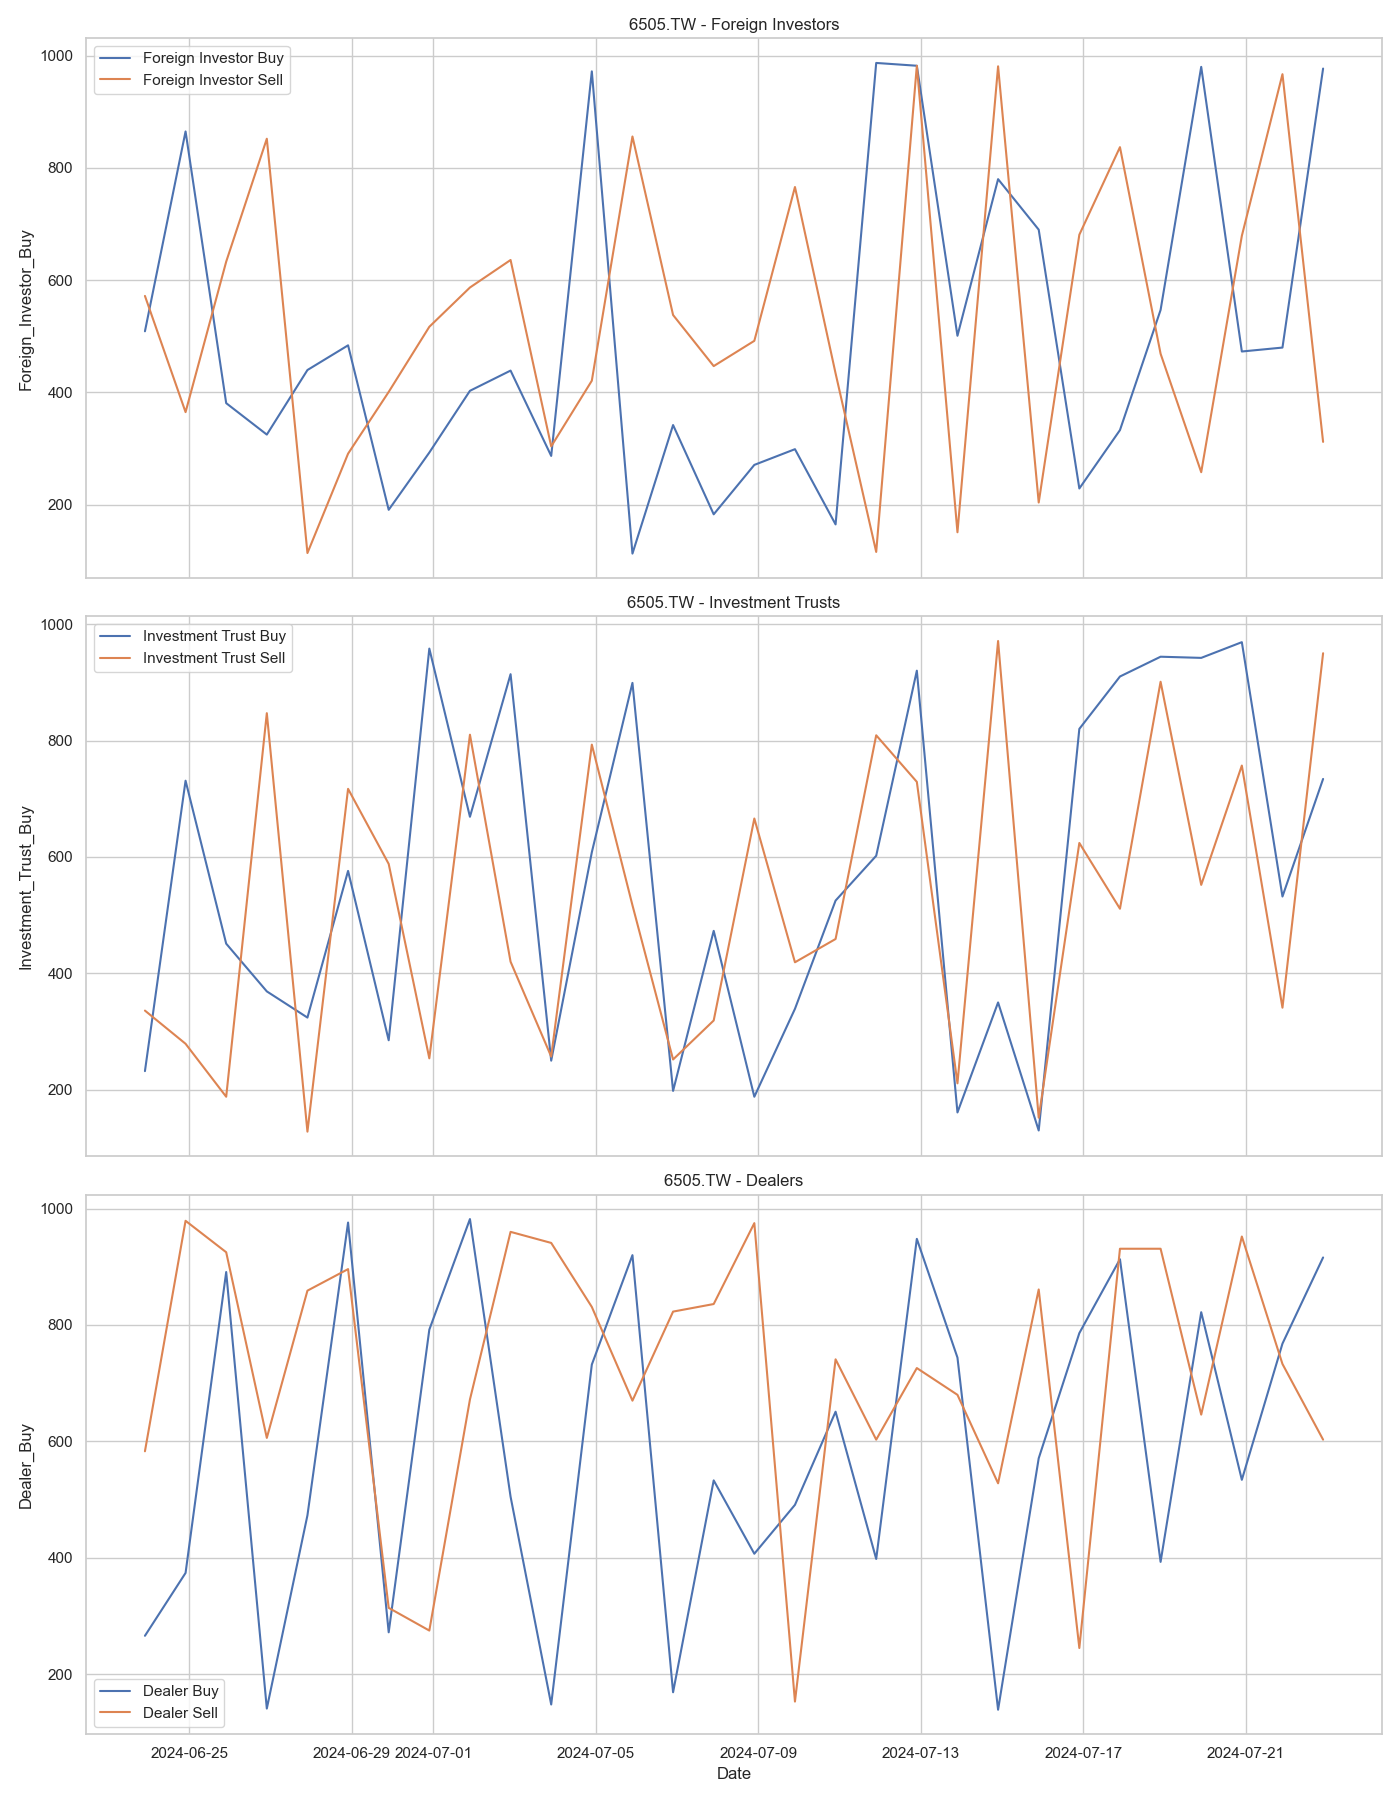 6505.TW - Foreign Investors
Foreign Investor Buy
Foreign Investor Sell
Foreign_Investor_Buy
1000
800
600
400
200
6505.TW - Investment Trusts
Investment Trust Buy
Investment Trust Sell
Investment_Trust_Buy
1000
800
600
400
200
6505.TW - Dealers
Dealer_Buy
1000
800
600
400
200
Dealer Buy
Dealer Sell
2024-06-25 2024-06-29 2024-07-01 2024-07-05 2024-07-09 2024-07-13 2024-07-17 2024-07-21
Date